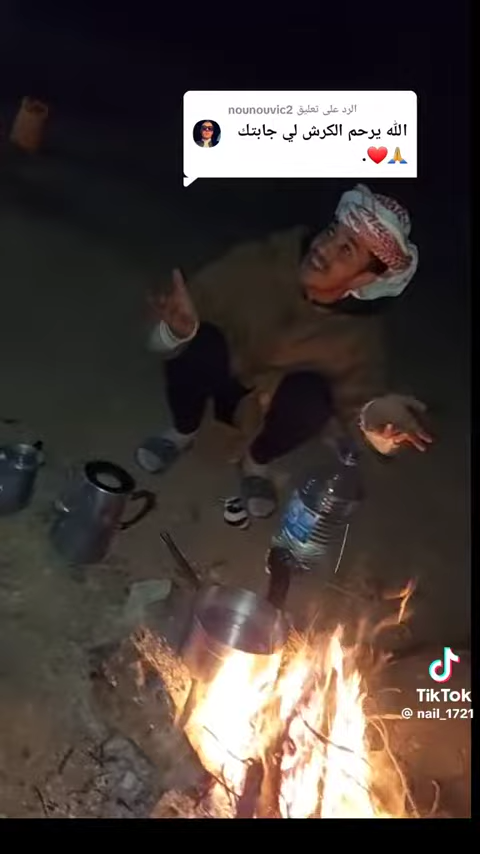 الرد على تعليق nounouvic2
الله يرحم الكرش لي جابتك
🙏❤️.
TikTok
@ nail_1721